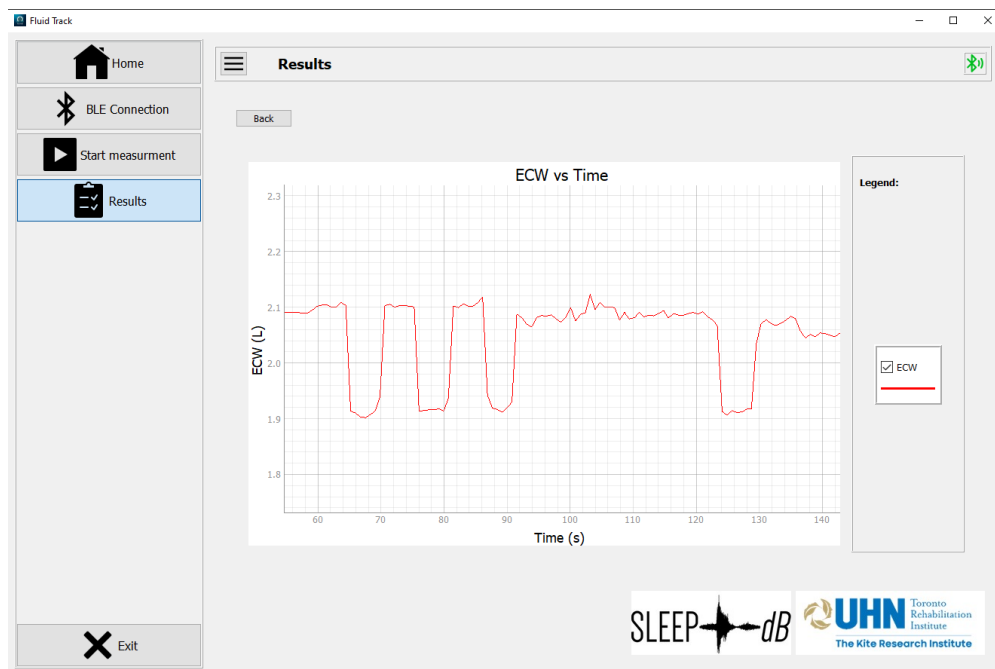 Fluid Track
Home
BLE Connection
Start measurment
Results
Exit
Results
Back
ECW vs Time
2.3
2.2
2.1
2.0
1.9
1.8
ECW (L)
60 70 80 90 100 110 120 130 140
Time (s)
Legend:
ECW
SLEEP dB
UHN Toronto
Rehabilitation
Institute
The Kite Research Institute